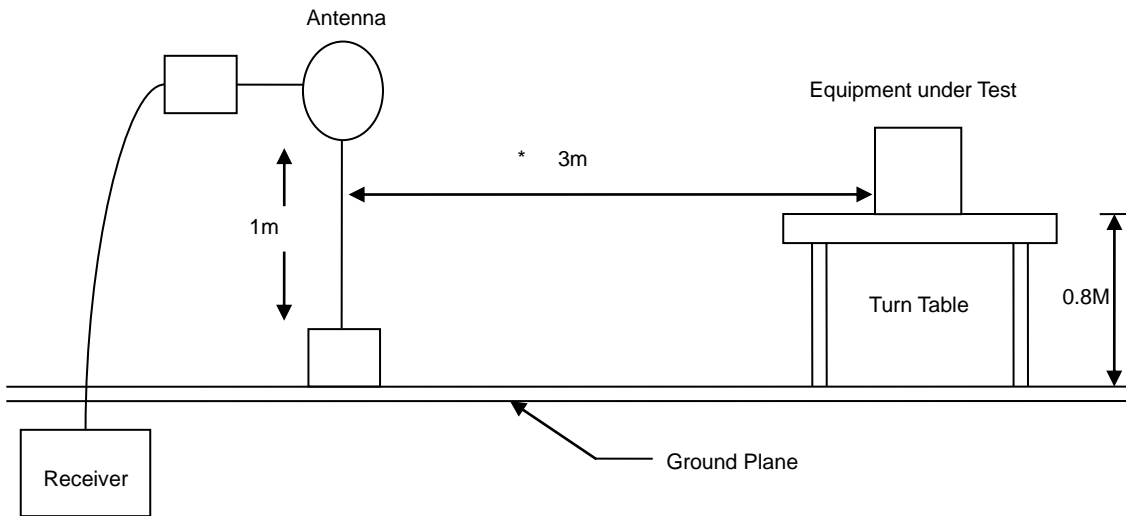 Antenna
Equipment under Test
* 3m
1m
Turn Table
0.8M
Ground Plane
Receiver